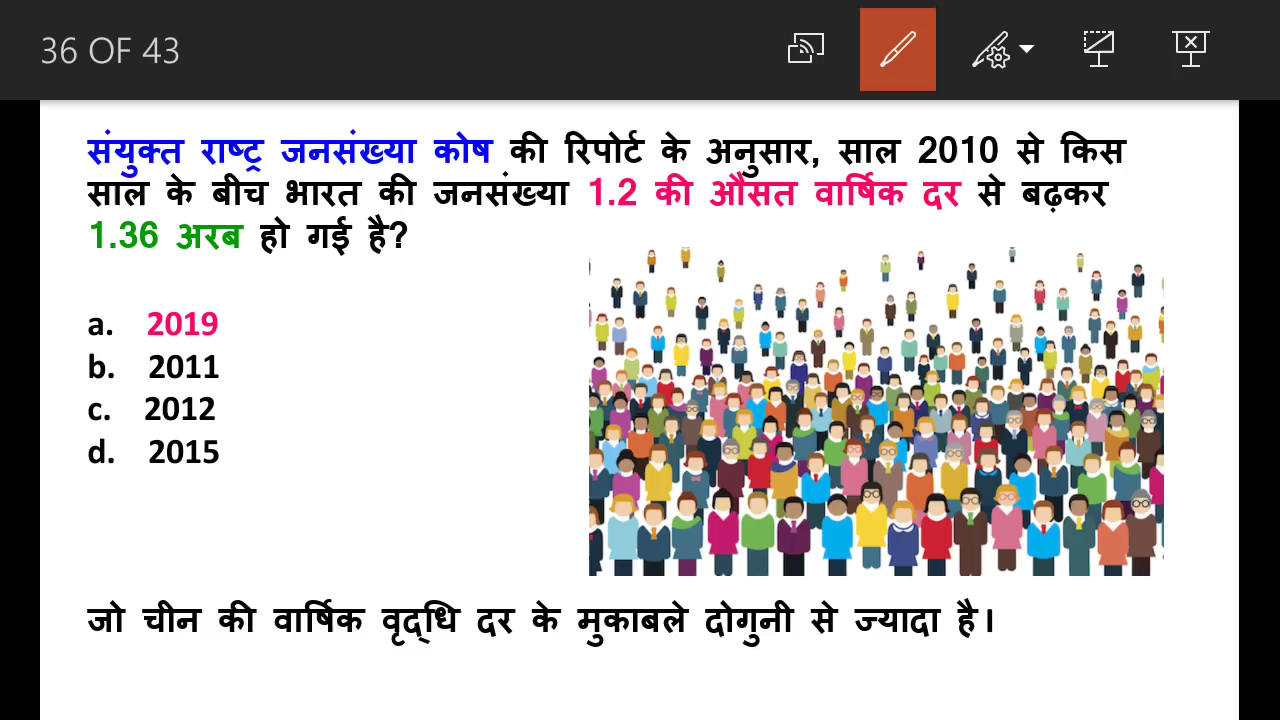 36 OF 43
संयुक्त राष्ट्र जनसंख्या कोष की रिपोर्ट के अनुसार, साल 2010 से किस
साल के बीच भारत की जनसंख्या 1.2 की औसत वार्षिक दर से बढ़कर
1.36 अरब हो गई है?
a. 2019
b. 2011
c. 2012
d. 2015
जो चीन की वार्षिक वृद्धि दर के मुकाबले दोगुनी से ज्यादा है।